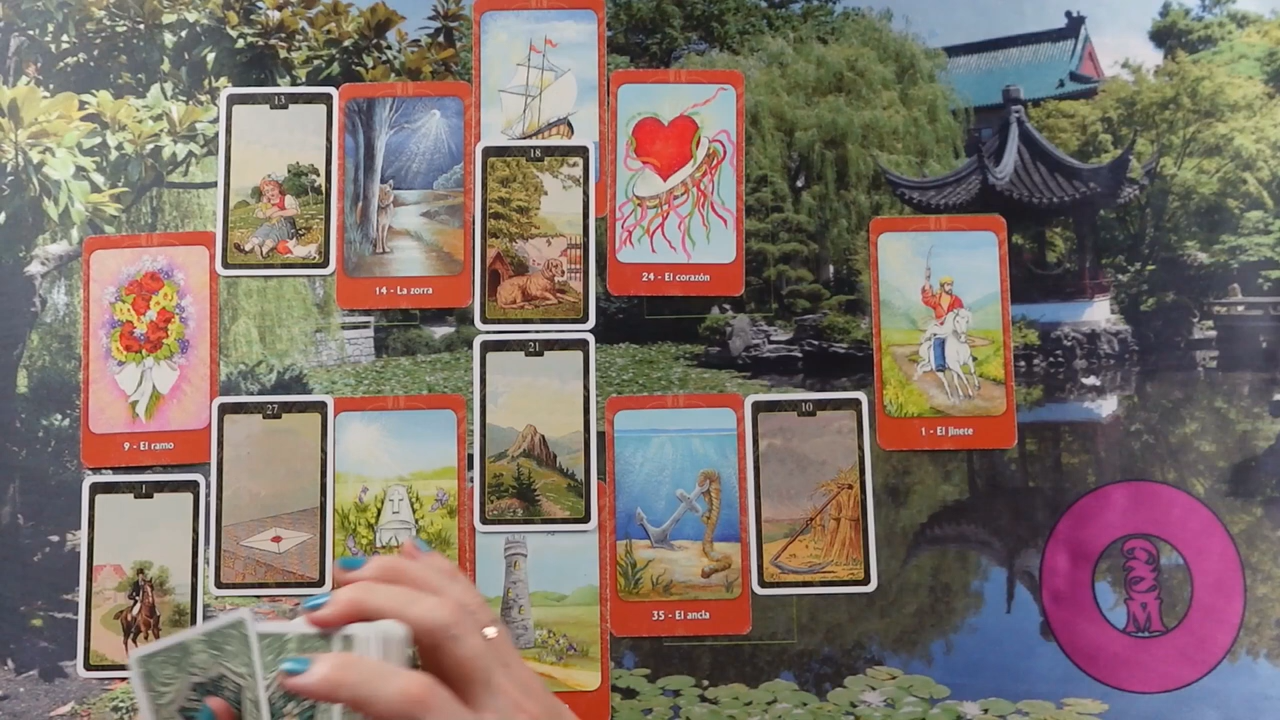 13
14 - La zorra
18
24 - El corazón
9 - El ramo
1 - El jinete
27
21
10
35 - El ancla
1